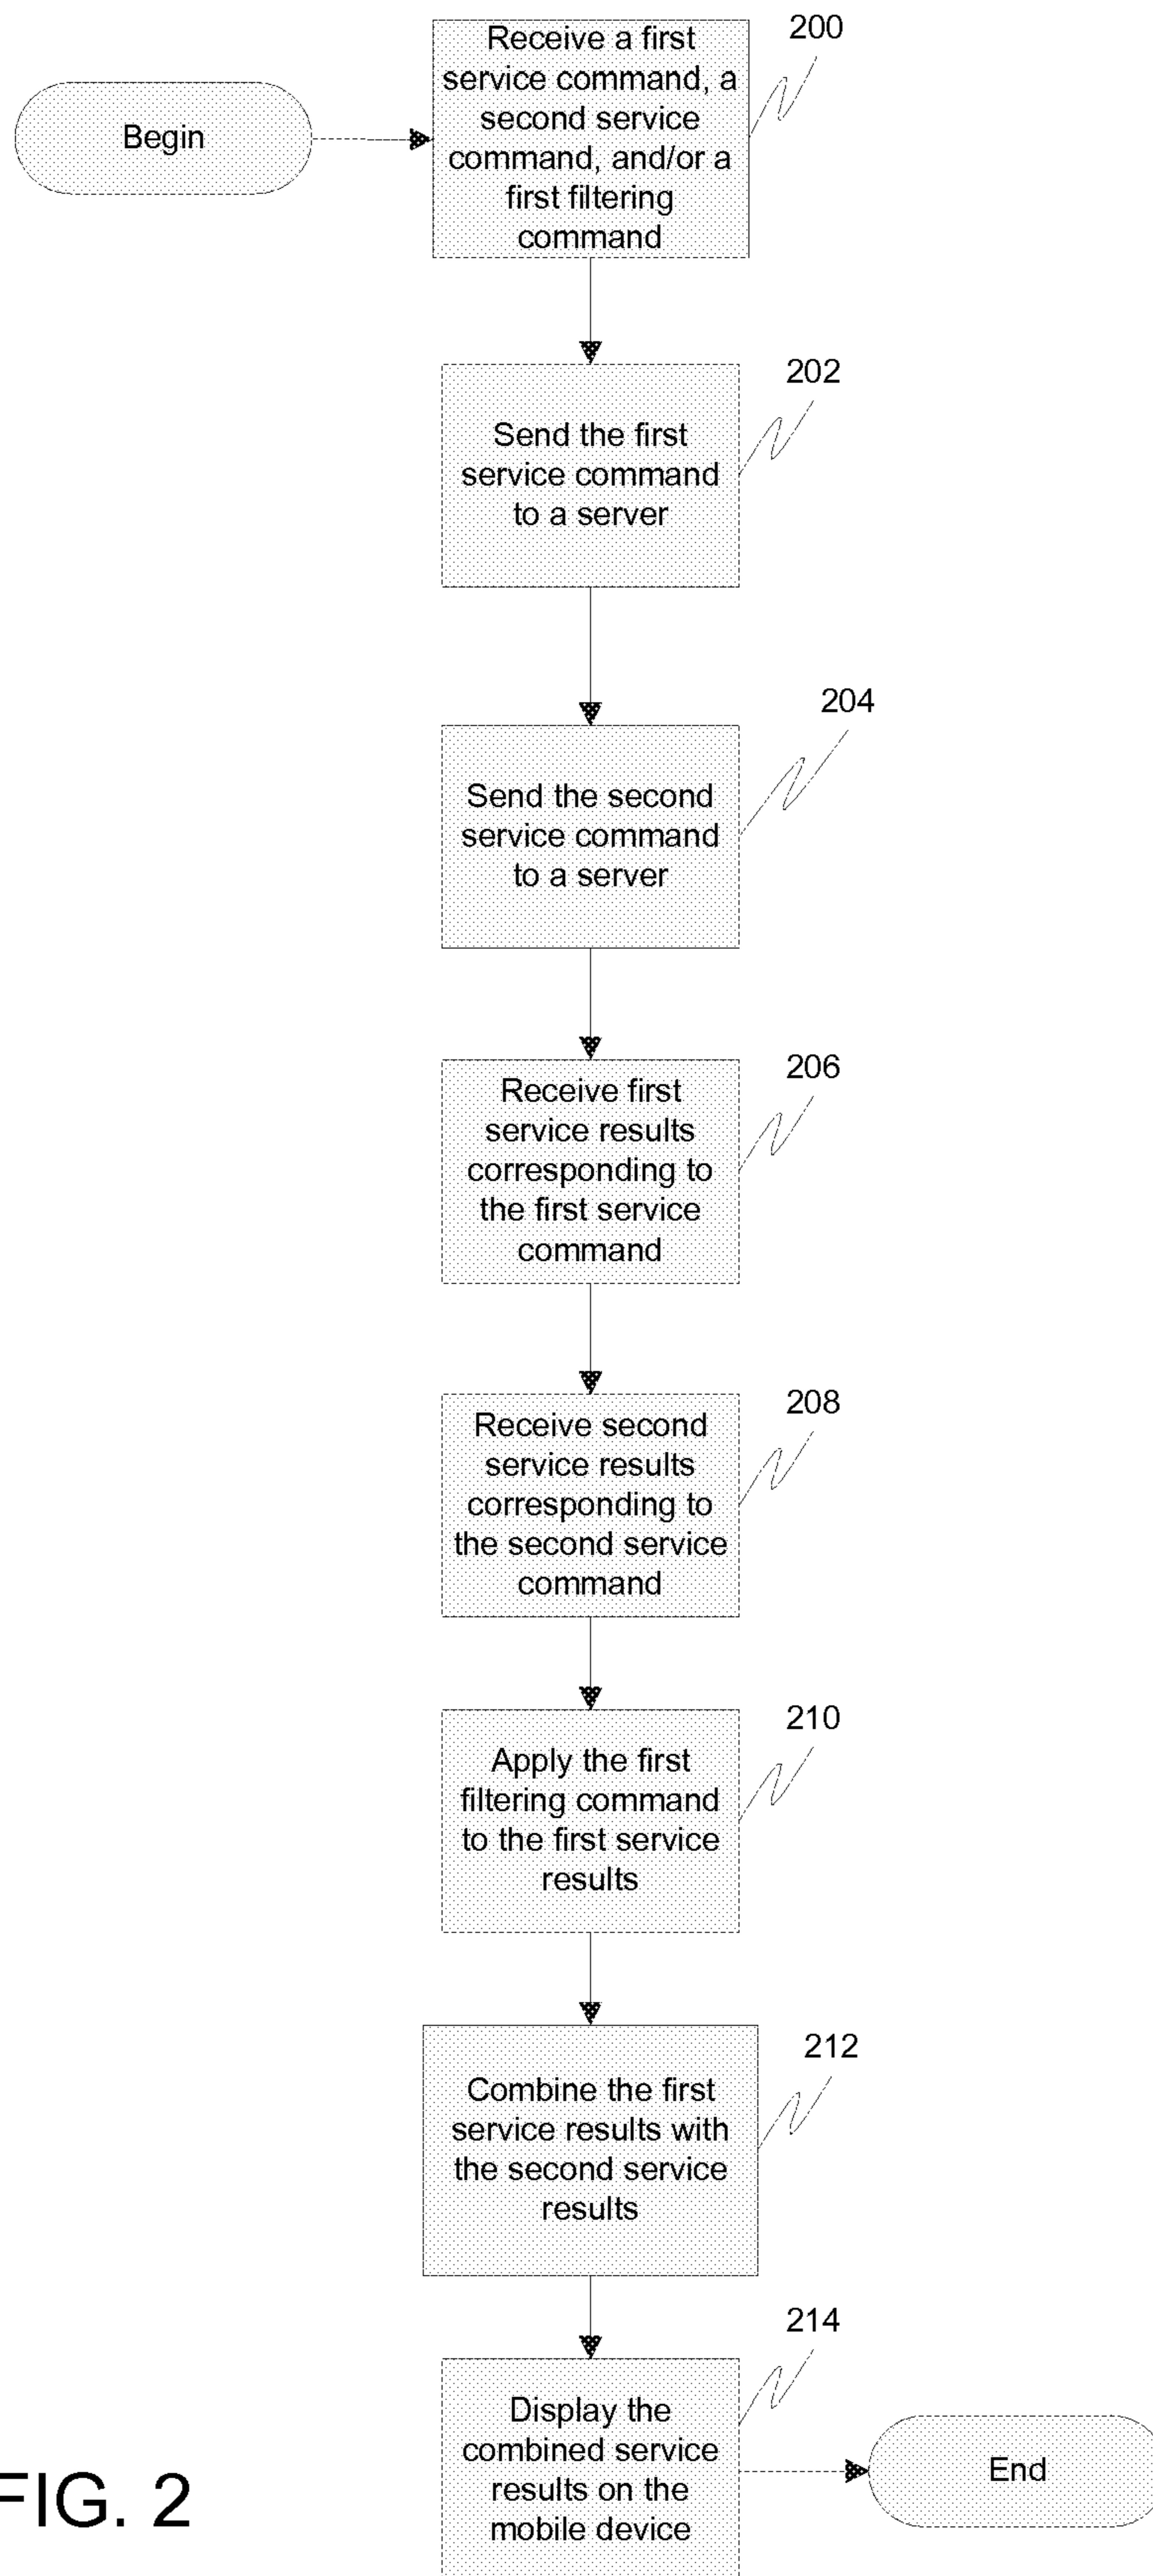 Begin
Receive a first
service command, a
second service
command, and/or a
first filtering
command
200
Send the first
service command
to a server
202
Send the second
service command
to a server
204
Receive first
service results
corresponding to
the first service
command
206
Receive second
service results
corresponding to
the second service
command
208
Apply the first
filtering command
to the first service
results
210
Combine the first
service results with
the second service
results
212
Display the
combined service
results on the
mobile device
214
End
FIG. 2